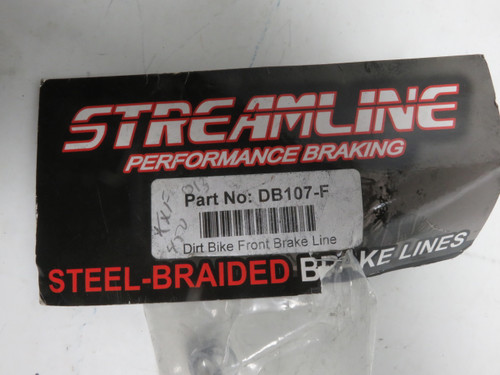 STREAMLINE
PERFORMANCE BRAKING
Part No: DB107-F
Dirt Bike Front Brake Line
STEEL-BRAIDED BRAKE LINES